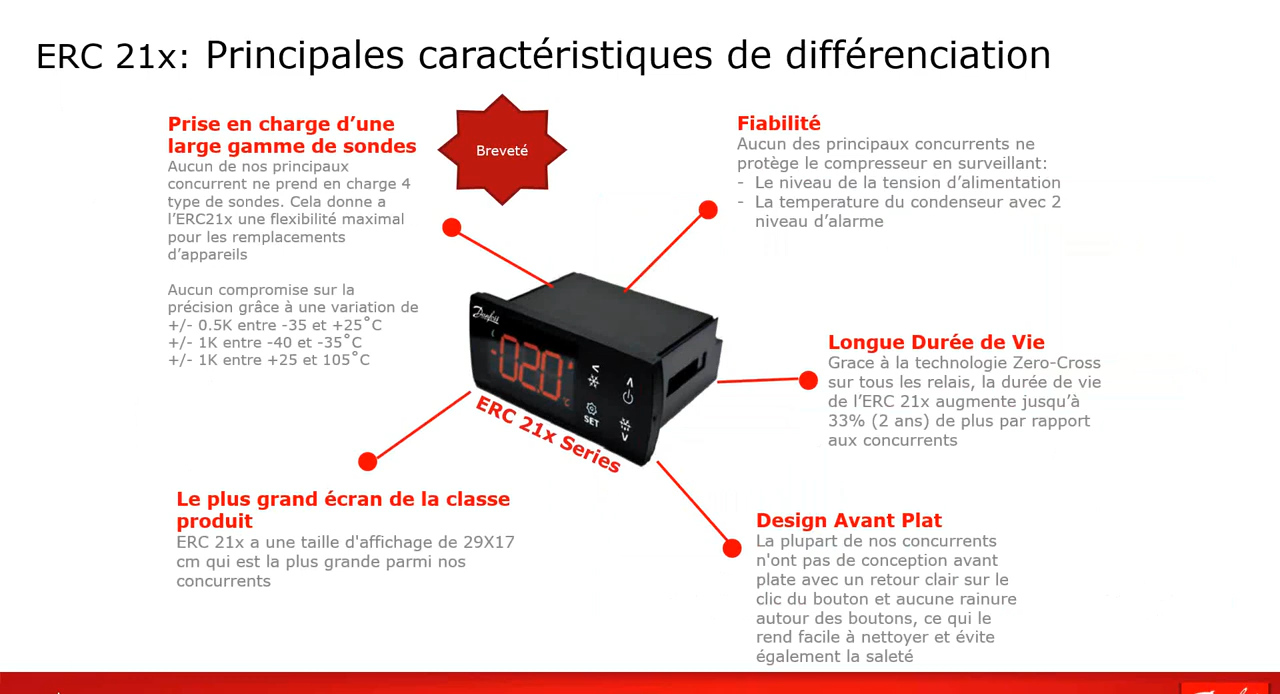 ERC 21x: Principales caractéristiques de différenciation
Prise en charge d’une
large gamme de sondes
Aucun de nos principaux
concurrent ne prend en charge 4
type de sondes. Cela donne a
l’ERC21x une flexibilité maximal
pour les remplacements
d’appareils
Aucun compromise sur la
précision grâce à une variation de
+/- 0.5K entre -35 et +25˚C
+/- 1K entre -40 et -35˚C
+/- 1K entre +25 et 105˚C
Breveté
Fiabilité
Aucun des principaux concurrents ne
protège le compresseur en surveillant:
- Le niveau de la tension d’alimentation
- La temperature du condenseur avec 2
niveau d’alarme
Danfoss
-02.0
°C
SET
ERC 21x Series
Longue Durée de Vie
Grace à la technologie Zero-Cross
sur tous les relais, la durée de vie
de l’ERC 21x augmente jusqu’à
33% (2 ans) de plus par rapport
aux concurrents
Le plus grand écran de la classe
produit
ERC 21x a une taille d'affichage de 29X17
cm qui est la plus grande parmi nos
concurrents
Design Avant Plat
La plupart de nos concurrents
n'ont pas de conception avant
plate avec un retour clair sur le
clic du bouton et aucune rainure
autour des boutons, ce qui le
rend facile à nettoyer et évite
également la saleté